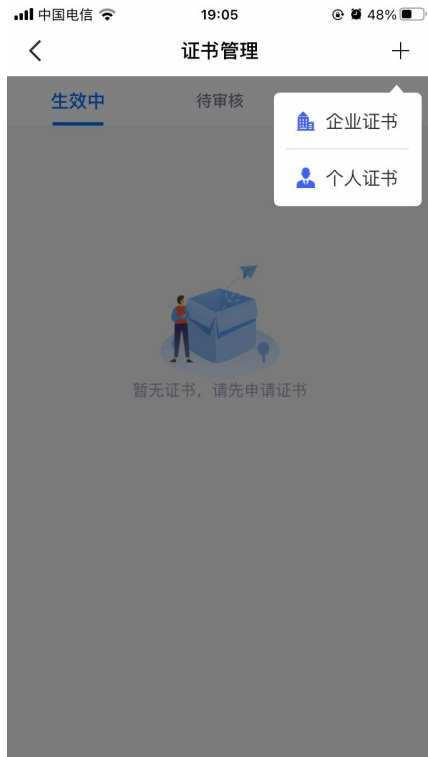 中国电信 19:05 48%
证书管理
生效中 待审核
企业证书
个人证书
暂无证书，请先申请证书